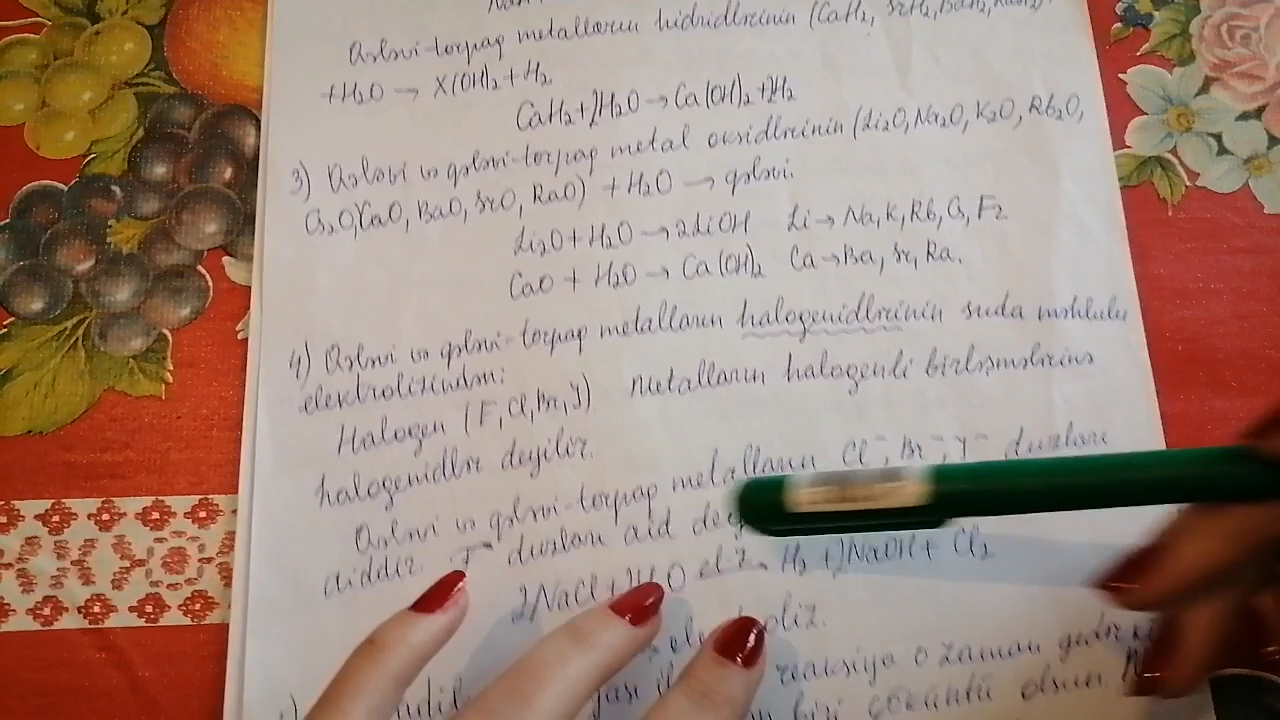 Qələvi-torpaq metalların hidridlərinin (CaH₂, SrH₂, BaH₂,
+H₂O → X(OH)₂+H₂
CaH₂+2H₂O→Ca(OH)₂+2H₂
3) Qələvi və qələvi-torpaq metal oksidlərinin (Li₂O, Na₂O, K₂O, Rb₂O,
Cs₂O)CaO, BaO, SrO, RaO) +H₂O → qələvi.
Li₂O+H₂O→2LiOH Li→Na, K, Rb, Cs, Fr
CaO + H₂O→ Ca(OH)₂ Ca→Ba, Sr, Ra.
4) Qələvi və qələvi-torpaq metalların halogenidlərinin suda məhlulu
elektrolizindən:
Halogen (F, Cl, Br, J) Metalların halogenli birləşmələrinə
halogenidlər deyilir.
Qələvi və qələvi-torpaq metalların Cl⁻, Br⁻, J⁻ duzları
aiddir. F⁻ duzları aid
2NaCl+2H₂O el-z→ H₂+2NaOH+Cl₂
reaksiya o zaman gedir ki
biri çöküntü olsun